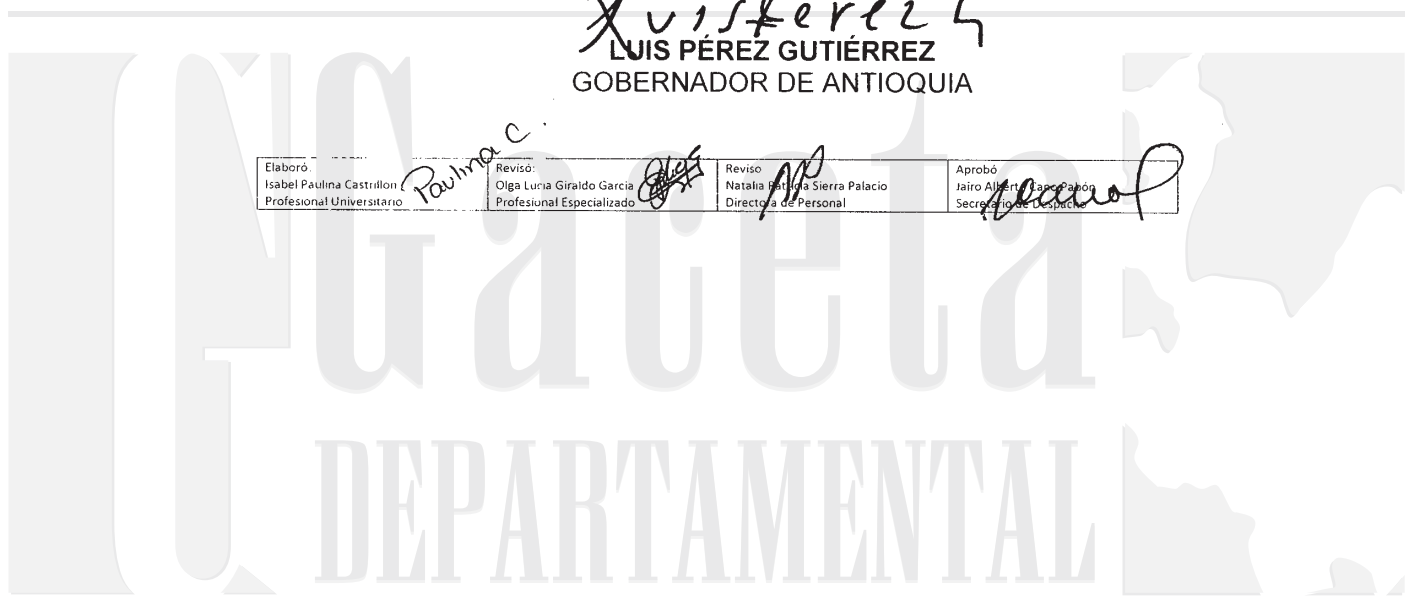 Luis Perez G
LUIS PÉREZ GUTIÉRREZ
GOBERNADOR DE ANTIOQUIA
Paulina C.
Elaboró.
Isabel Paulina Castrillon
Profesional Universitario
Revisó:
Olga Lucia Giraldo Garcia
Profesional Especializado
Reviso
Natalia Patricia Sierra Palacio
Directora de Personal
Aprobó
Jairo Alberto Cano Pabón
Secretario de Despacho
Gaceta
DEPARTAMENTAL